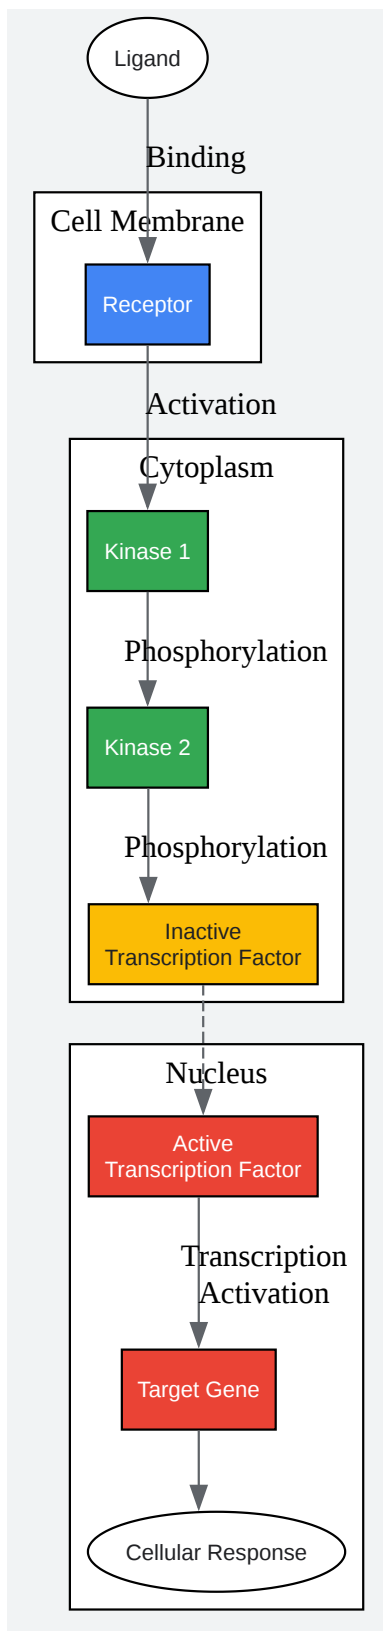 Ligand
Binding
Cell Membrane
Receptor
Activation
Cytoplasm
Kinase 1
Phosphorylation
Kinase 2
Phosphorylation
Inactive
Transcription Factor
Nucleus
Active
Transcription Factor
Transcription
Activation
Target Gene
Cellular Response